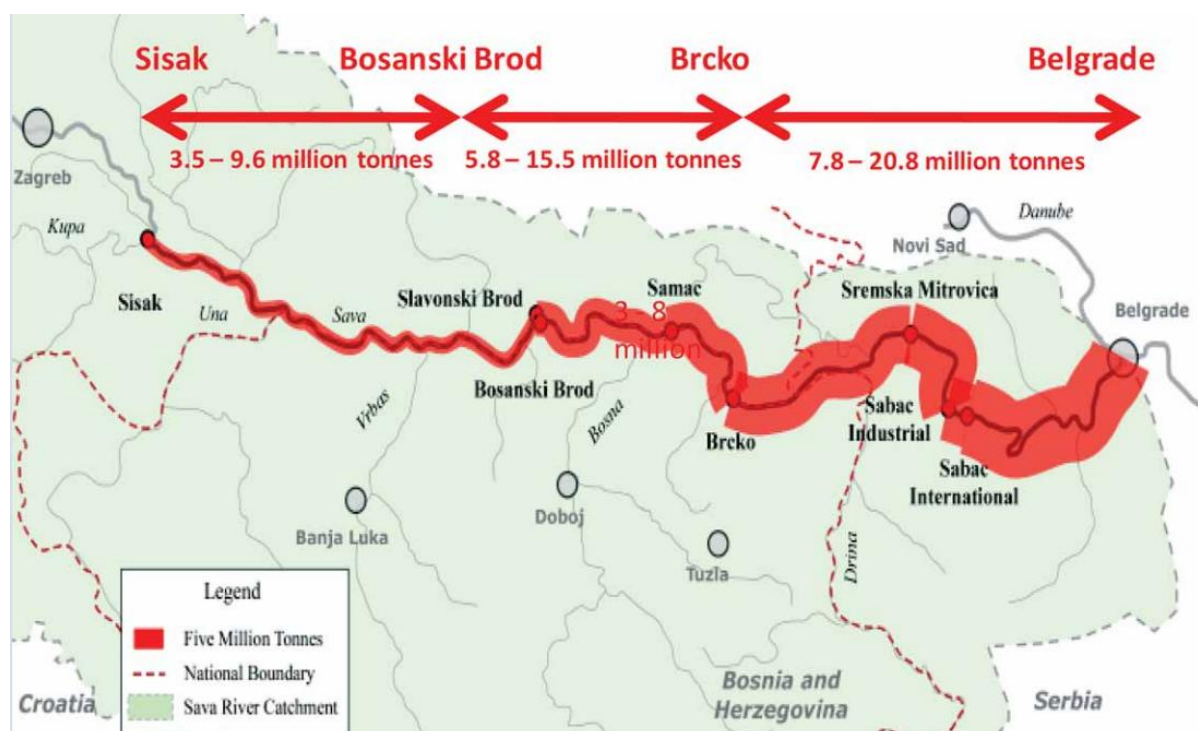 Sisak
Bosanski Brod
Brcko
Belgrade
3.5 – 9.6 million tonnes
5.8 – 15.5 million tonnes
7.8 – 20.8 million tonnes
Zagreb
Kupa
Danube
Novi Sad
Sisak
Una
Sava
Slavonski Brod
Samac
Sremska Mitrovica
Belgrade
3 – 8
million
Bosanski Brod
Vrbas
Bosna
Brcko
Sabac
Industrial
Sabac
International
Banja Luka
Doboj
Tuzla
Drina
Legend
Five Million Tonnes
National Boundary
Sava River Catchment
Croatia
Bosnia and
Herzegovina
Serbia